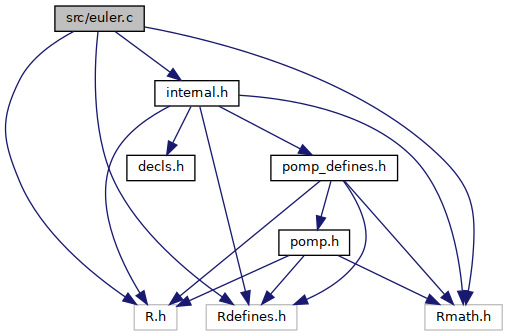 src/euler.c
internal.h
decls.h
pomp_defines.h
pomp.h
R.h
Rdefines.h
Rmath.h